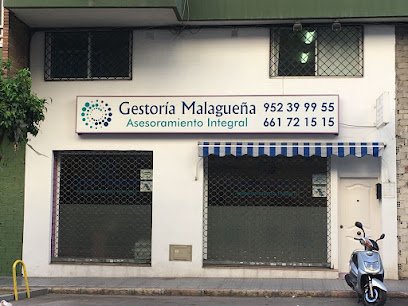 Gestoría Malagueña 952 39 99 55
Asesoramiento Integral 661 72 15 15